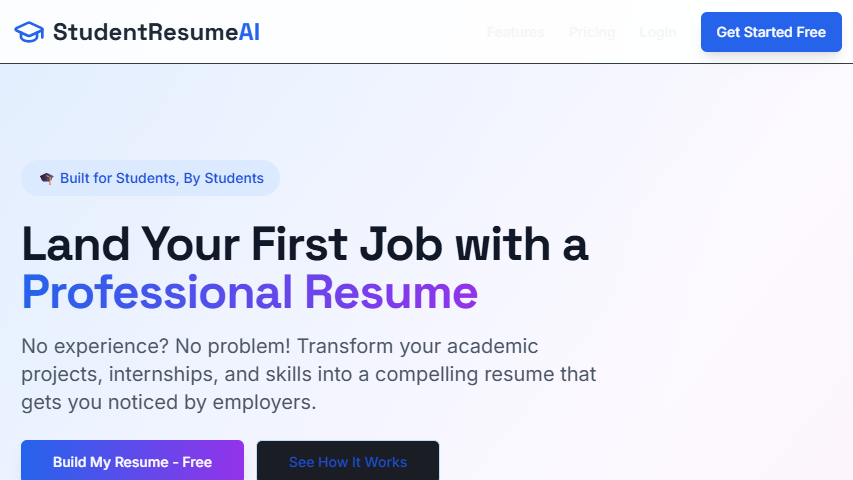 StudentResumeAI
Features Pricing Login Get Started Free
Built for Students, By Students
Land Your First Job with a
Professional Resume
No experience? No problem! Transform your academic
projects, internships, and skills into a compelling resume that
gets you noticed by employers.
Build My Resume - Free
See How It Works